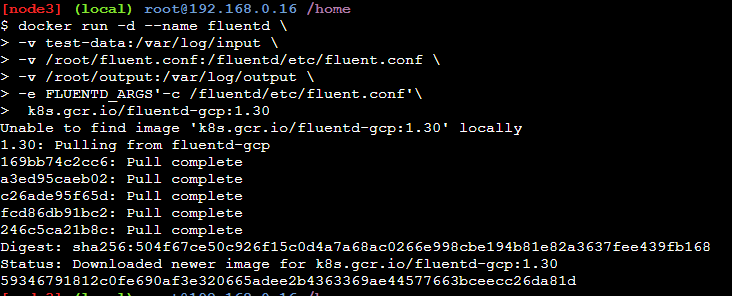 [node3] (local) root@192.168.0.16 /home
$ docker run -d --name fluentd \
> -v test-data:/var/log/input \
> -v /root/fluent.conf:/fluentd/etc/fluent.conf \
> -v /root/output:/var/log/output \
> -e FLUENTD_ARGS'-c /fluentd/etc/fluent.conf'\
>  k8s.gcr.io/fluentd-gcp:1.30
Unable to find image 'k8s.gcr.io/fluentd-gcp:1.30' locally
1.30: Pulling from fluentd-gcp
169bb74c2cc6: Pull complete
a3ed95caeb02: Pull complete
c26ade95f65d: Pull complete
fcd86db91bc2: Pull complete
246c5ca21b8c: Pull complete
Digest: sha256:504f67ce50c926f15c0d4a7a68ac0266e998cbe194b81e82a3637fee439fb168
Status: Downloaded newer image for k8s.gcr.io/fluentd-gcp:1.30
59346791812c0fe690af3e320665adee2b4363369ae44577663bceecc26da81d